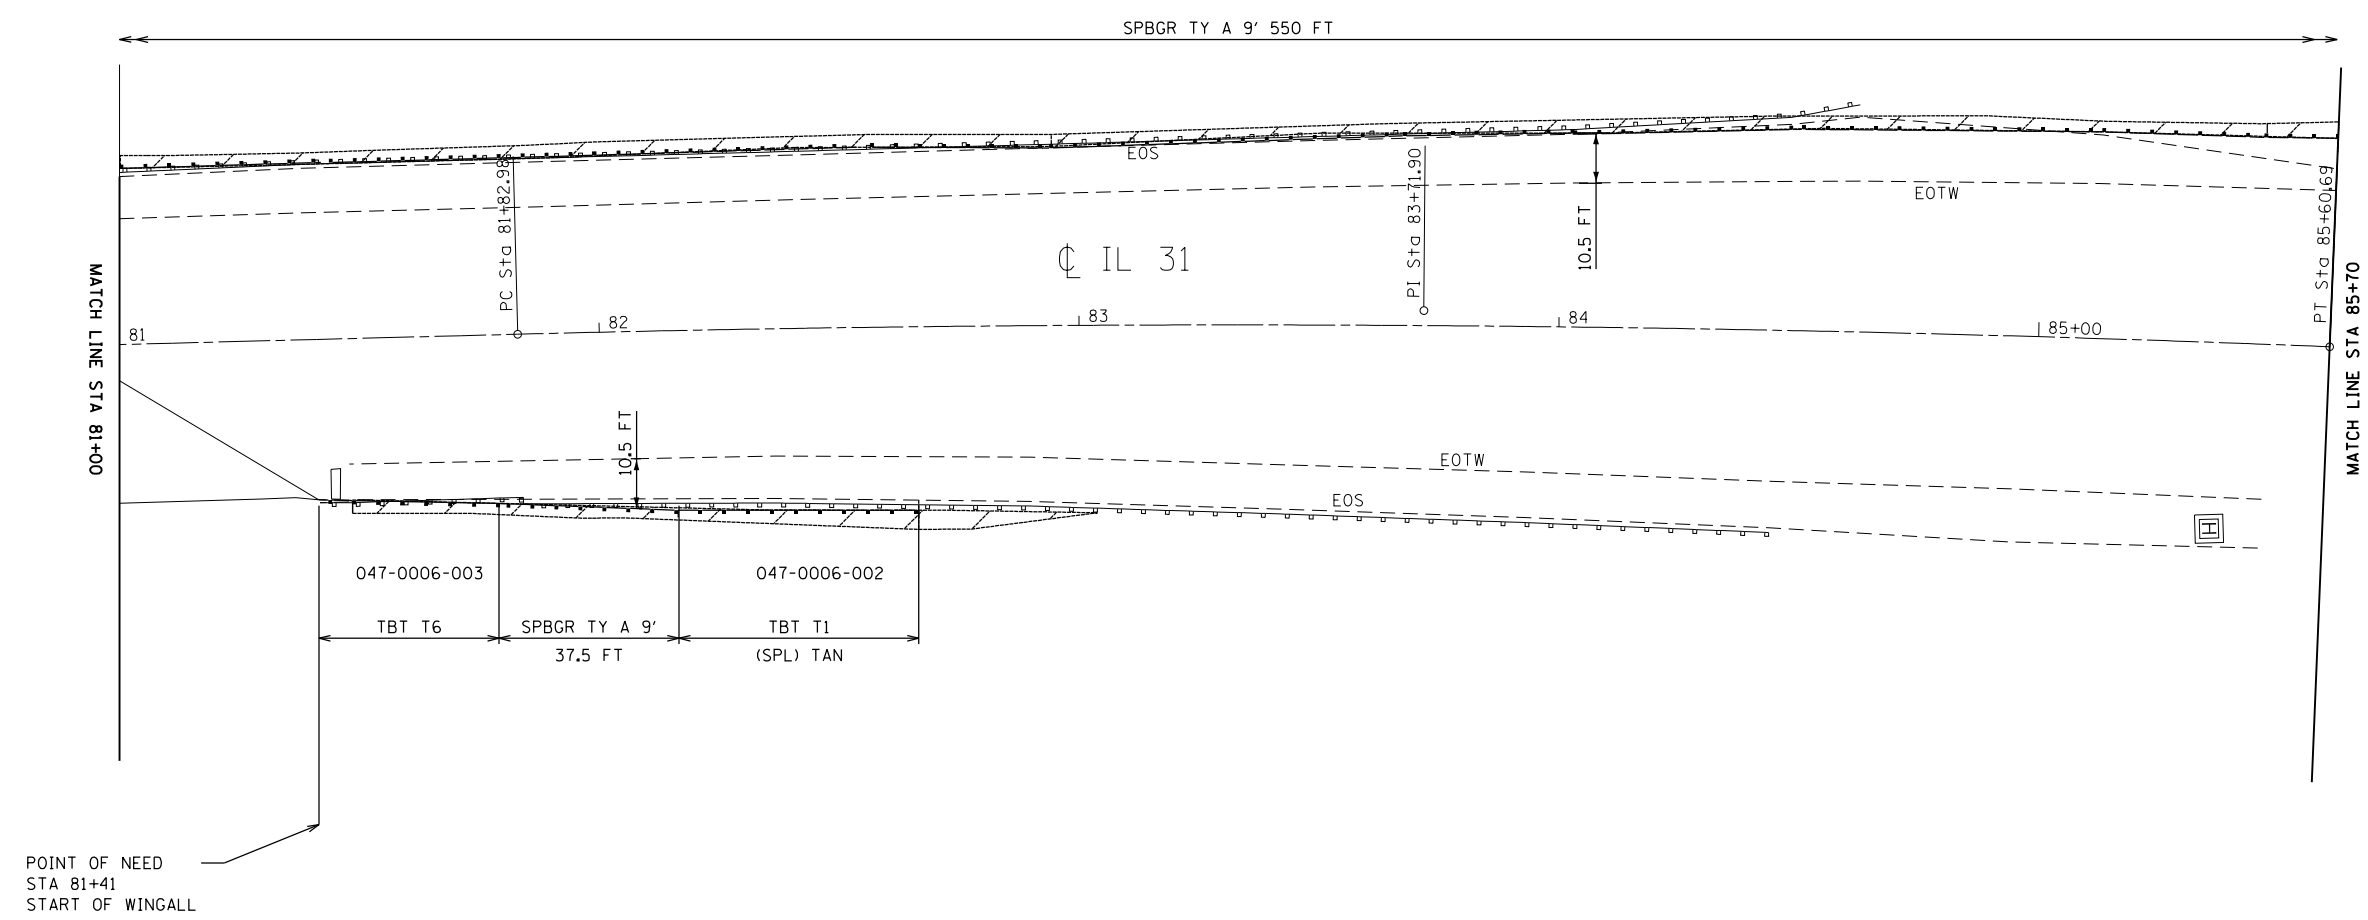 SPBGR TY A 9' 550 FT
EOS
EOTW
PC Sta 81+82.98
PI Sta 83+71.90
10.5 FT
PT Sta 85+60.69
℄ IL 31
MATCH LINE STA 81+00
MATCH LINE STA 85+70
81
82
83
84
85+00
10.5 FT
EOTW
EOS
H
047-0006-003
047-0006-002
TBT T6
SPBGR TY A 9'
TBT T1
37.5 FT
(SPL) TAN
POINT OF NEED
STA 81+41
START OF WINGALL